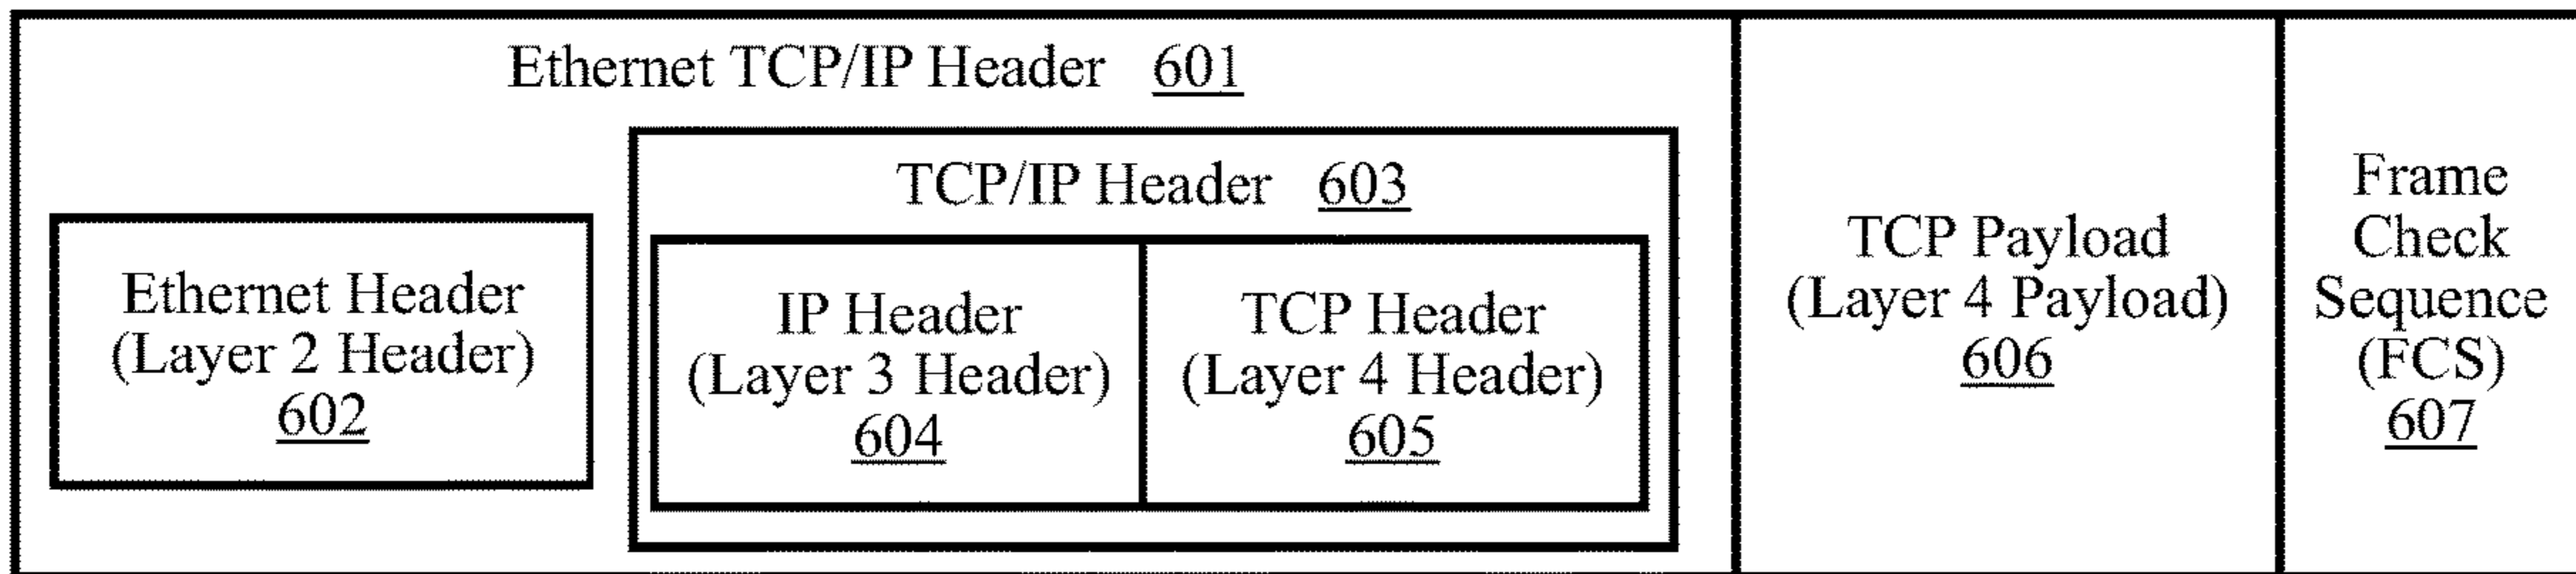 Ethernet TCP/IP Header 601
TCP/IP Header 603
Ethernet Header
(Layer 2 Header)
602
IP Header
(Layer 3 Header)
604
TCP Header
(Layer 4 Header)
605
TCP Payload
(Layer 4 Payload)
606
Frame
Check
Sequence
(FCS)
607